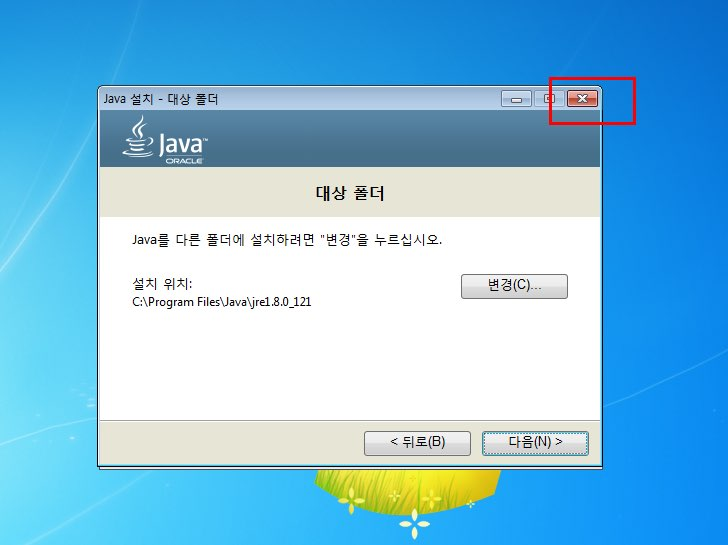 Java 설치 - 대상 폴더
Java™
ORACLE
대상 폴더
Java를 다른 폴더에 설치하려면 "변경"을 누르십시오.
설치 위치:
변경(C)...
C:\Program Files\Java\jre1.8.0_121
< 뒤로(B)
다음(N) >